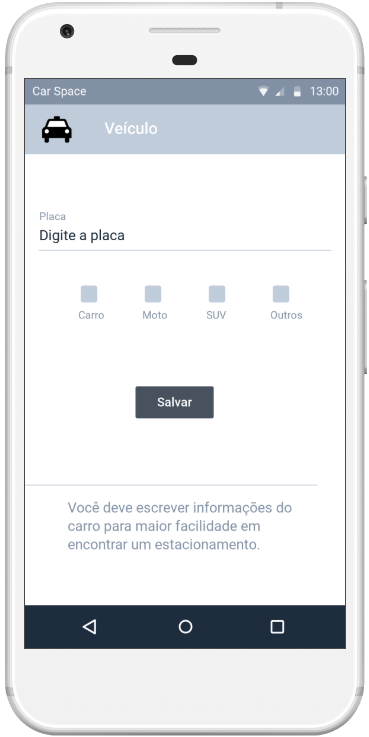 Car Space 13:00
Veículo
Placa
Digite a placa
Carro Moto SUV Outros
Salvar
Você deve escrever informações do
carro para maior facilidade em
encontrar um estacionamento.